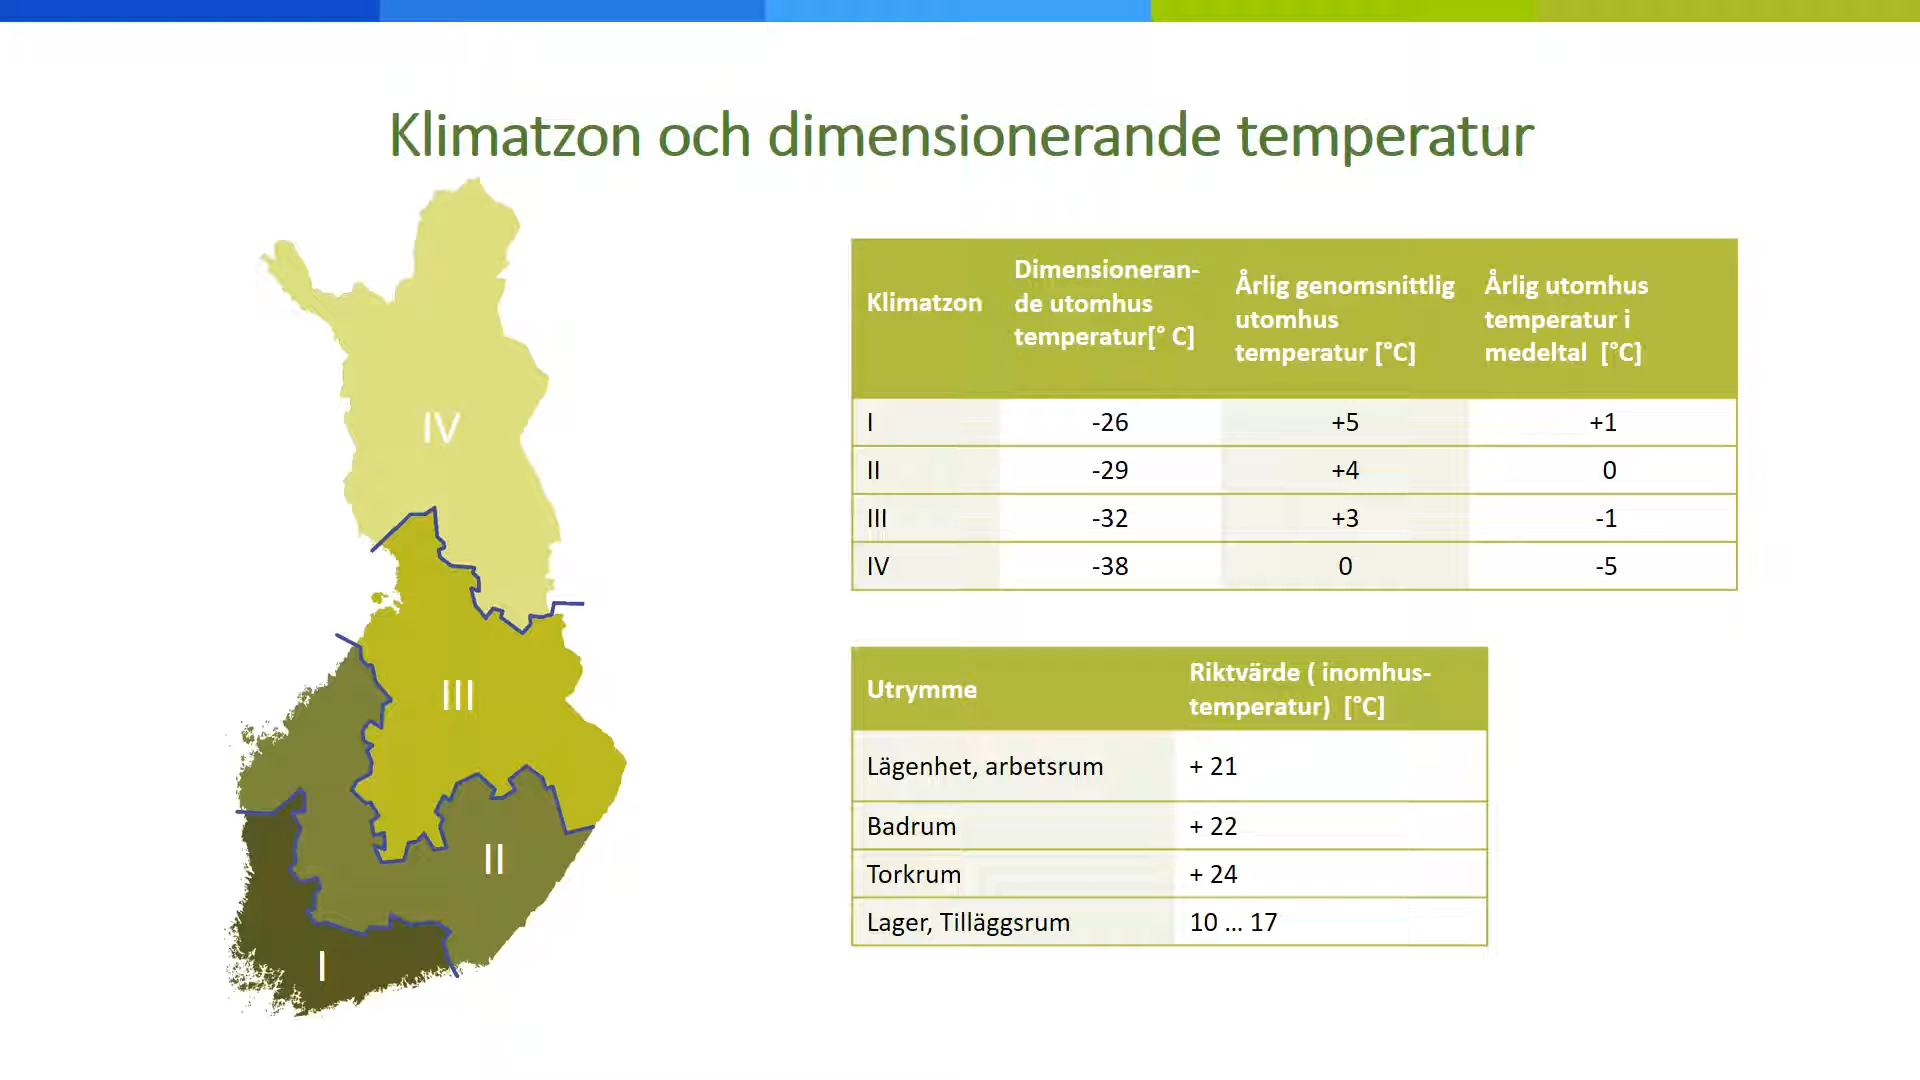 Klimatzon och dimensionerande temperatur
IV
III
II
I
Klimatzon
Dimensioneran-
de utomhus
temperatur[° C]
Årlig genomsnittlig
utomhus
temperatur [°C]
Årlig utomhus
temperatur i
medeltal [°C]
I -26 +5 +1
II -29 +4 0
III -32 +3 -1
IV -38 0 -5
Utrymme
Riktvärde ( inomhus-
temperatur) [°C]
Lägenhet, arbetsrum + 21
Badrum + 22
Torkrum + 24
Lager, Tilläggsrum 10 ... 17